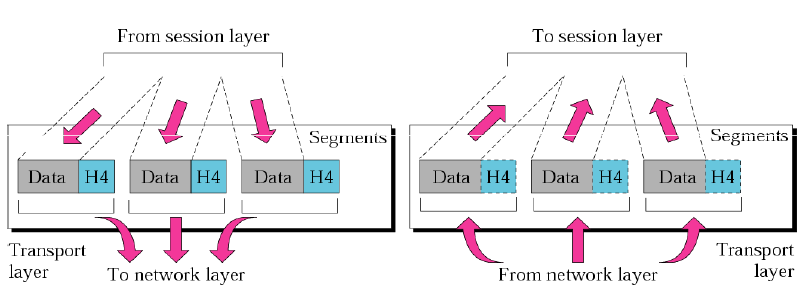 From session layer
To session layer
Segments
Segments
Data H4 Data H4 Data H4
Data H4 Data H4 Data H4
Transport
layer
To network layer
From network layer
Transport
layer